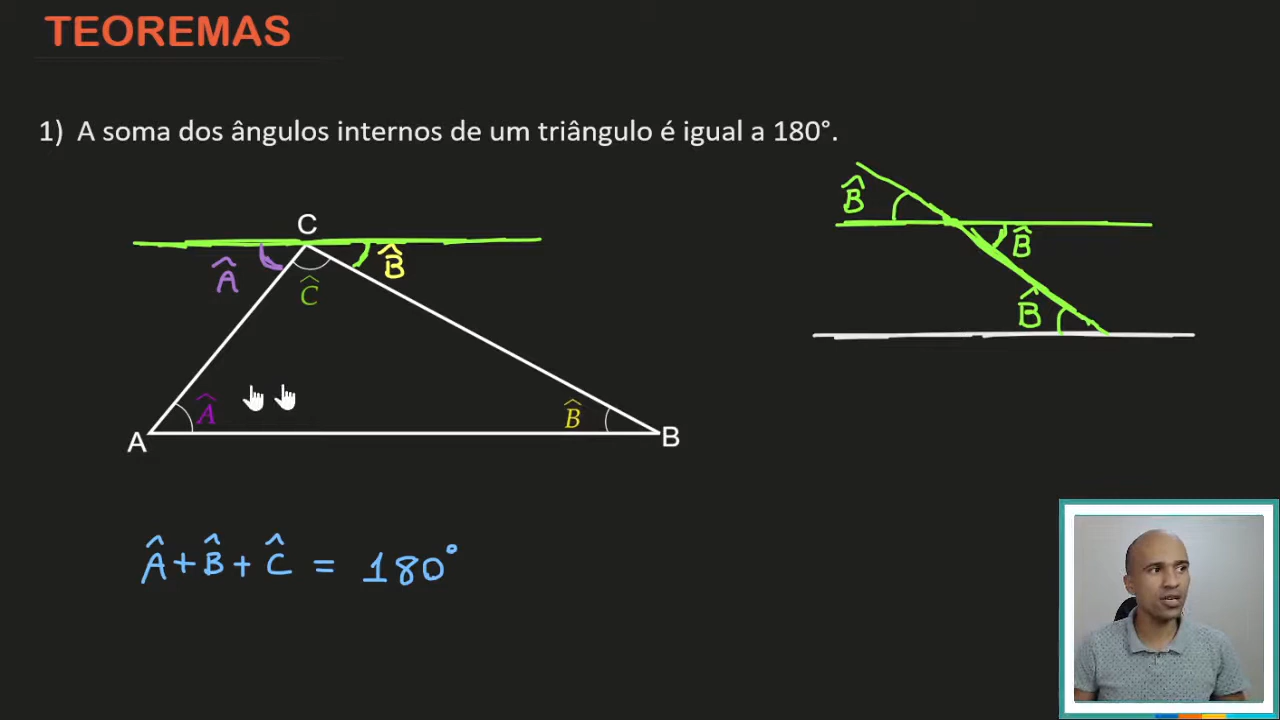 TEOREMAS
1) A soma dos ângulos internos de um triângulo é igual a 180°.
B̂
C
B̂
Â
B̂
Ĉ
B̂
Â
B̂
A
B
Â+B̂+Ĉ = 180°